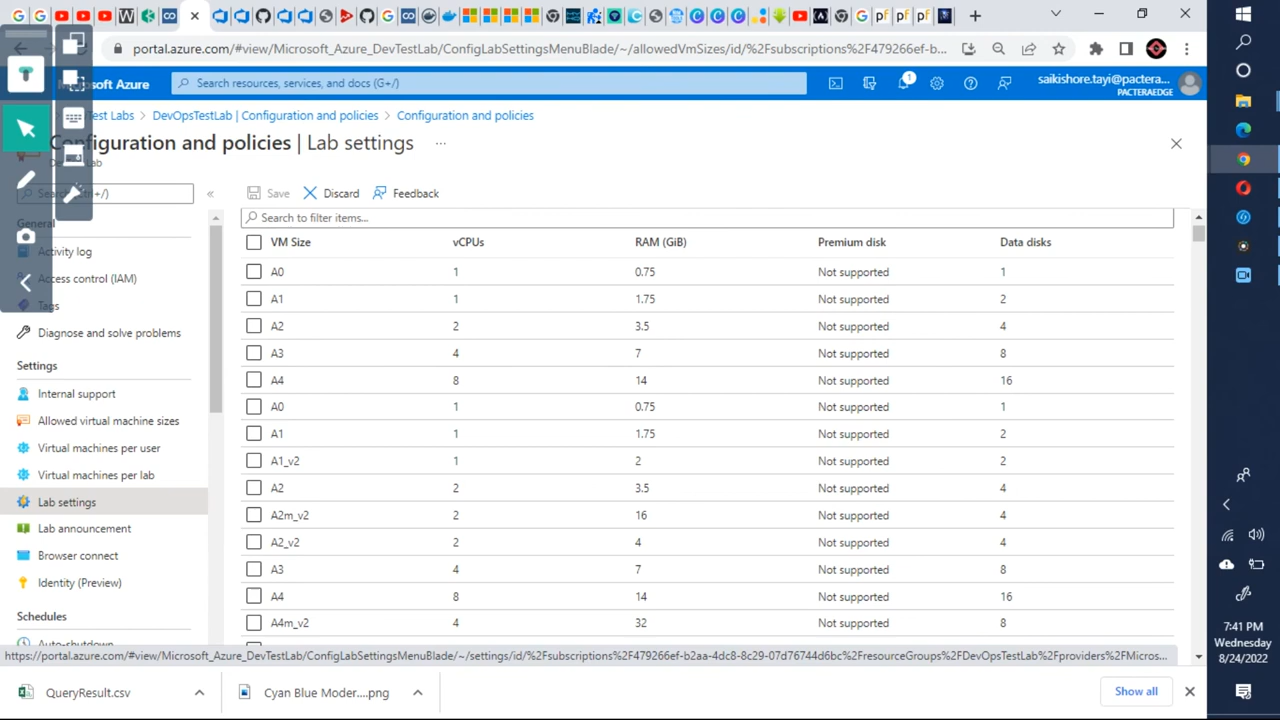 portal.azure.com/#view/Microsoft_Azure_DevTestLab/ConfigLabSettingsMenuBlade/~/allowedVmSizes/id/%2Fsubscriptions%2F479266ef-b...
Microsoft Azure
Search resources, services, and docs (G+/)
1
saikishore.tayi@pactera...
PACTERAEDGE
Test Labs > DevOpsTestLab | Configuration and policies > Configuration and policies
Configuration and policies | Lab settings ...
Lab
Search (Ctrl+/)
«
Save
Discard
Feedback
General
Activity log
Access control (IAM)
Tags
Diagnose and solve problems
Settings
Internal support
Allowed virtual machine sizes
Virtual machines per user
Virtual machines per lab
Lab settings
Lab announcement
Browser connect
Identity (Preview)
Schedules
Auto-shutdown
Search to filter items...
VM Size vCPUs RAM (GiB) Premium disk Data disks
A0 1 0.75 Not supported 1
A1 1 1.75 Not supported 2
A2 2 3.5 Not supported 4
A3 4 7 Not supported 8
A4 8 14 Not supported 16
A0 1 0.75 Not supported 1
A1 1 1.75 Not supported 2
A1_v2 1 2 Not supported 2
A2 2 3.5 Not supported 4
A2m_v2 2 16 Not supported 4
A2_v2 2 4 Not supported 4
A3 4 7 Not supported 8
A4 8 14 Not supported 16
A4m_v2 4 32 Not supported 8
https://portal.azure.com/#view/Microsoft_Azure_DevTestLab/ConfigLabSettingsMenuBlade/~/settings/id/%2Fsubscriptions%2F479266ef-b2aa-4dc8-8c29-07d76744d6bc%2FresourceGroups%2FDevOpsTestLab%2Fproviders%2FMicros...
QueryResult.csv
Cyan Blue Moder....png
Show all
7:41 PM
Wednesday
8/24/2022